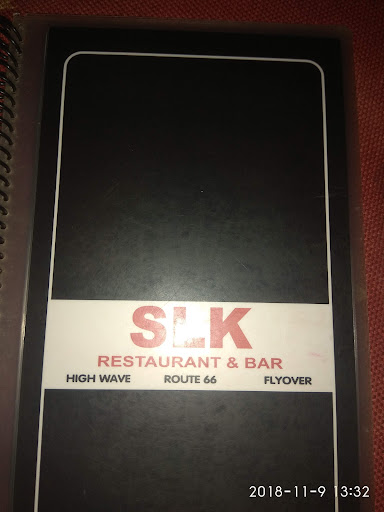 SLK
RESTAURANT & BAR
HIGH WAVE ROUTE 66 FLYOVER
2018-11-9 13:32